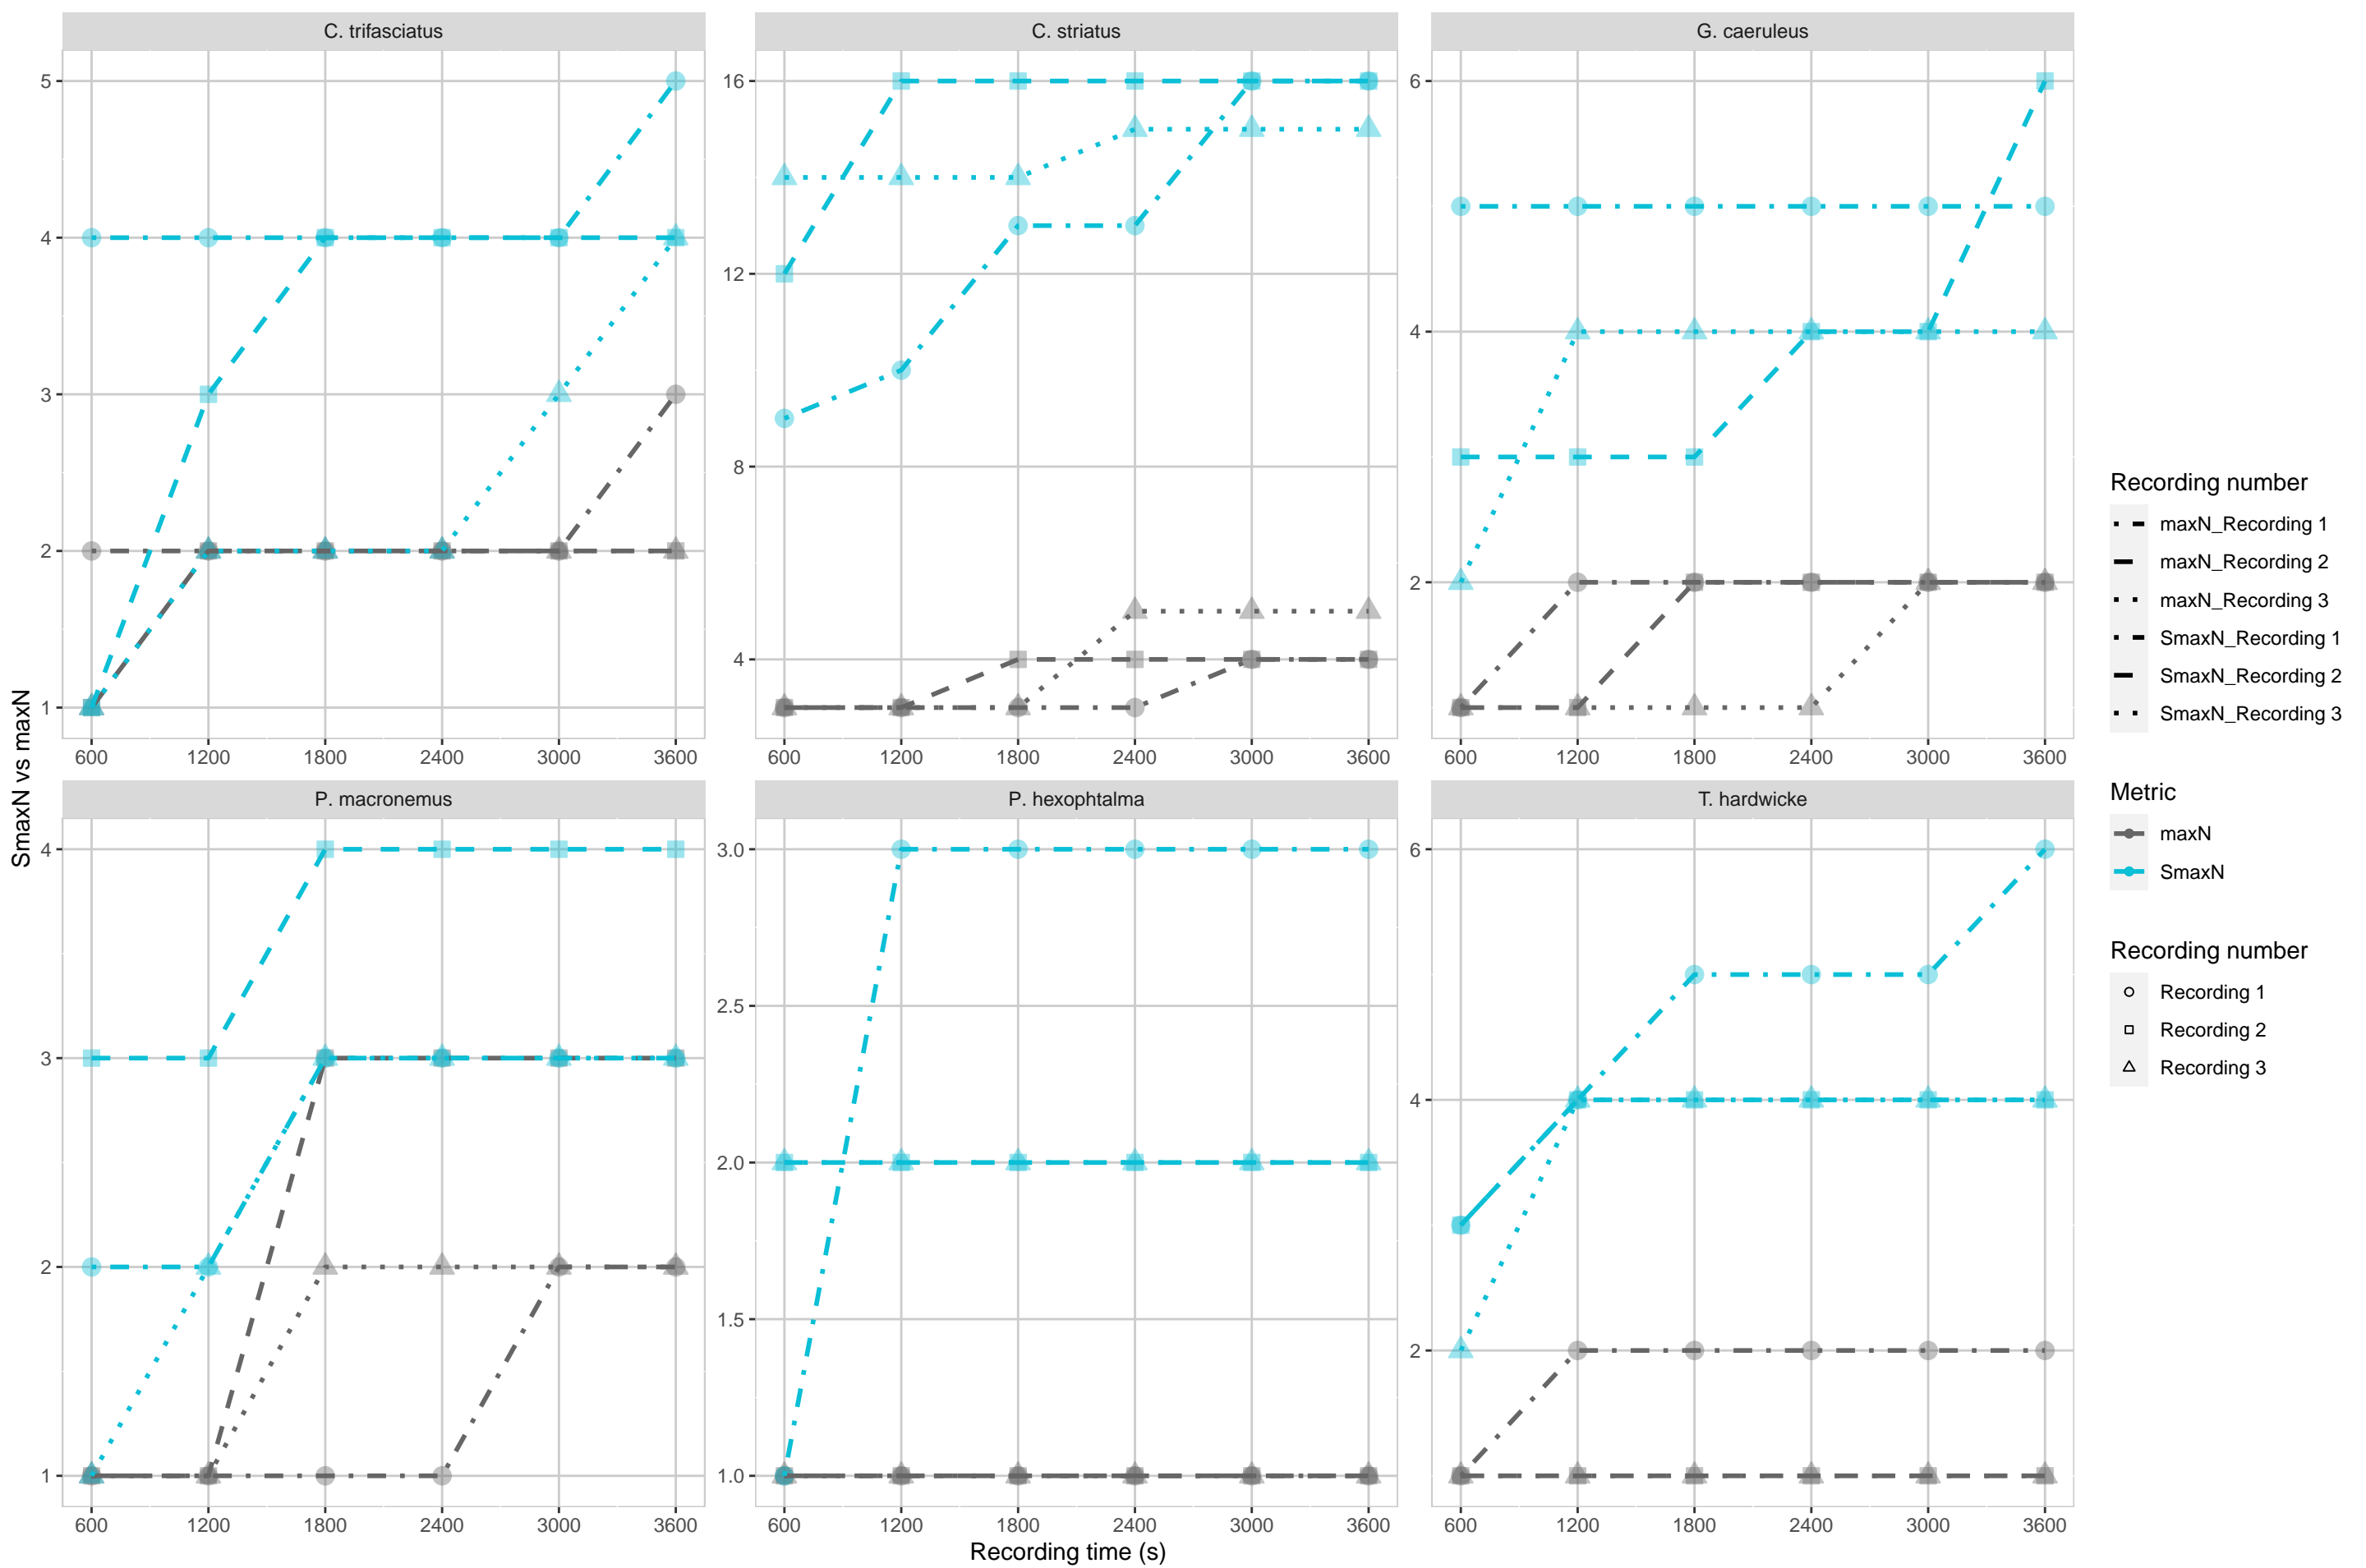 C. trifasciatus
C. striatus
G. caeruleus
5
4
3
2
1
16
12
8
4
6
4
2
600 1200 1800 2400 3000 3600
600 1200 1800 2400 3000 3600
600 1200 1800 2400 3000 3600
SmaxN vs maxN
P. macronemus
P. hexophtalma
T. hardwicke
4
3
2
1
3.0
2.5
2.0
1.5
1.0
6
4
2
600 1200 1800 2400 3000 3600
600 1200 1800 2400 3000 3600
600 1200 1800 2400 3000 3600
Recording time (s)
Recording number
maxN_Recording 1
maxN_Recording 2
maxN_Recording 3
SmaxN_Recording 1
SmaxN_Recording 2
SmaxN_Recording 3
Metric
maxN
SmaxN
Recording number
Recording 1
Recording 2
Recording 3